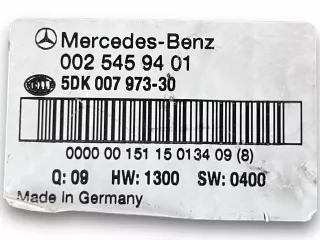 Mercedes-Benz
002 545 94 01
HELLA 5DK 007 973-30
0000 00 151 15 0134 09 (8)
Q: 09 HW: 1300 SW: 0400
Made in Germany